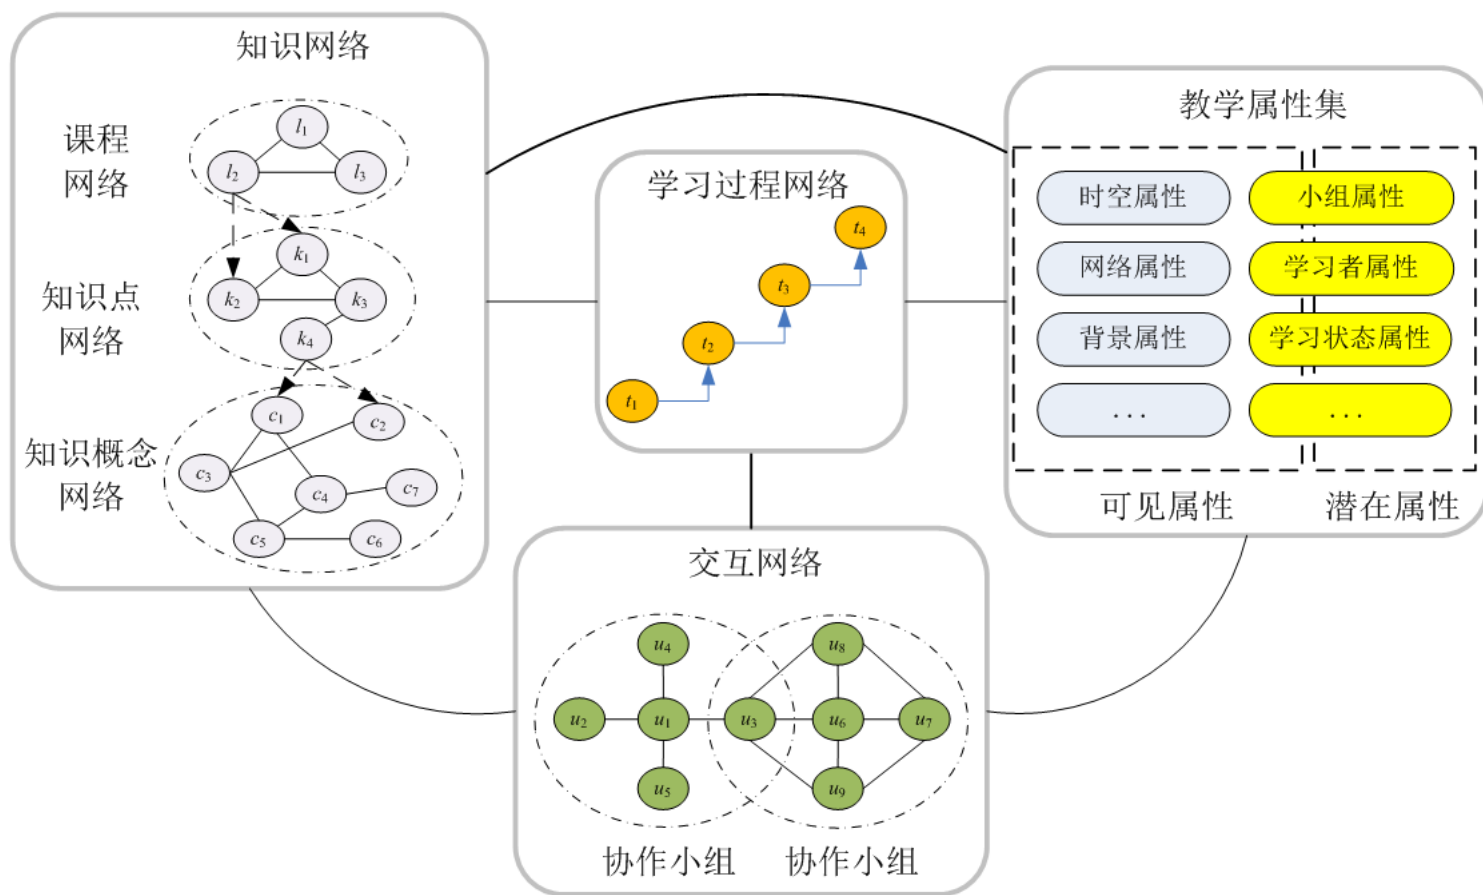 知识网络
课程
网络
l1
l2
l3
知识点
网络
k1
k2
k3
k4
知识概念
网络
c1
c2
c3
c4
c7
c5
c6
学习过程网络
t4
t3
t2
t1
教学属性集
时空属性
小组属性
网络属性
学习者属性
背景属性
学习状态属性
...
...
可见属性
潜在属性
交互网络
u4
u8
u2
u1
u3
u6
u7
u5
u9
协作小组
协作小组